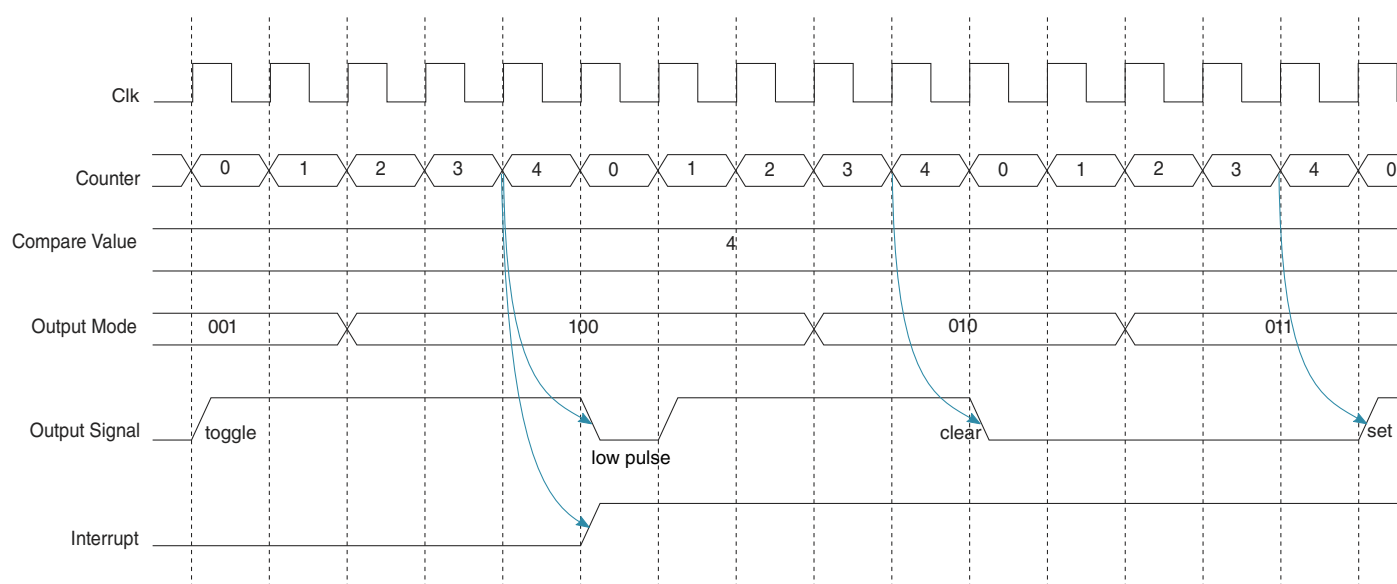 Clk
Counter 0 1 2 3 4 0 1 2 3 4 0 1 2 3 4 0
Compare Value 4
Output Mode 001 100 010 011
Output Signal toggle clear set
low pulse
Interrupt